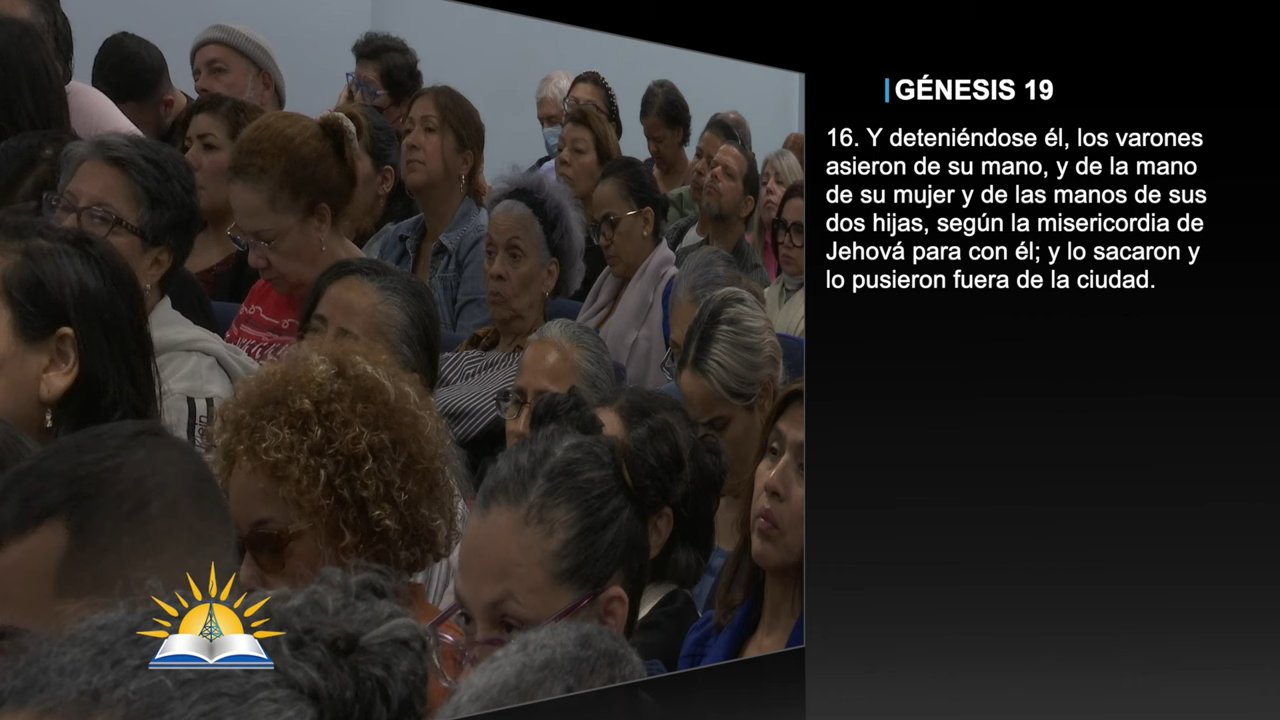 GÉNESIS 19
16. Y deteniéndose él, los varones
asieron de su mano, y de la mano
de su mujer y de las manos de sus
dos hijas, según la misericordia de
Jehová para con él; y lo sacaron y
lo pusieron fuera de la ciudad.